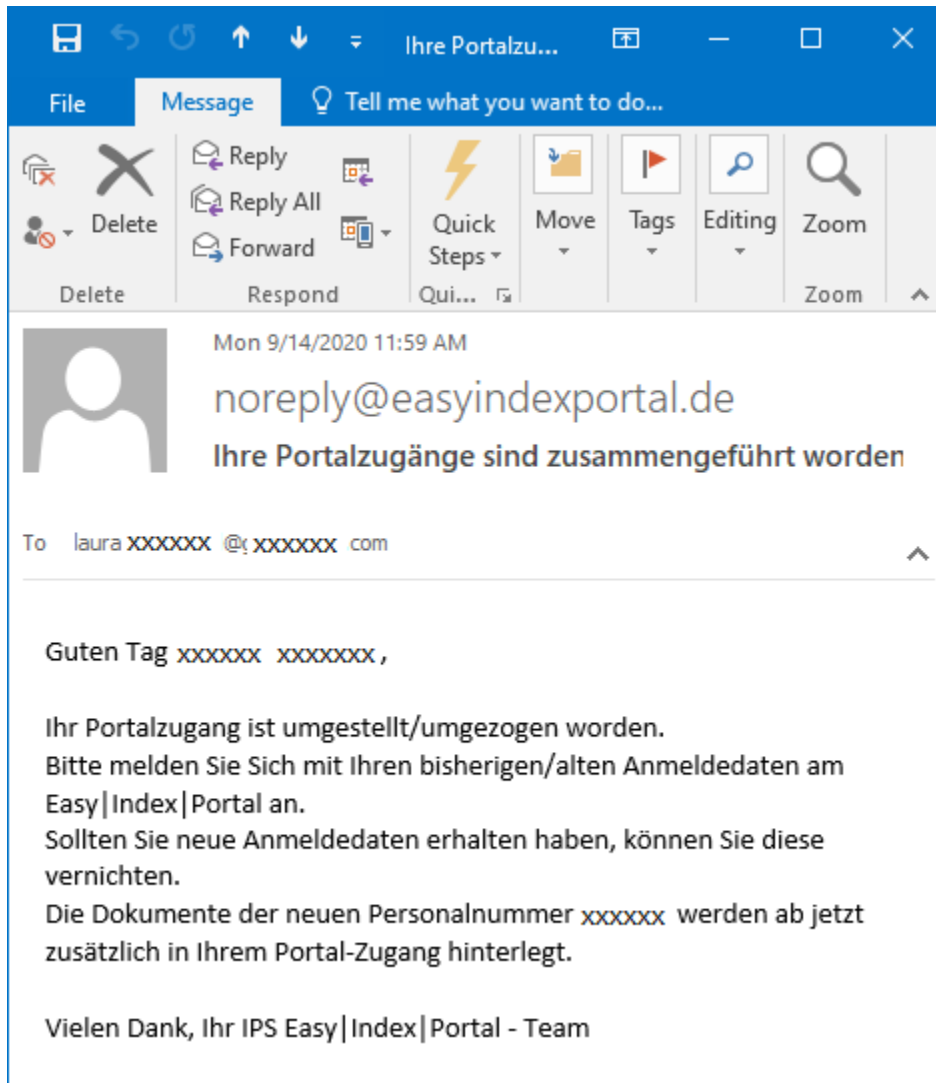 Ihre Portalzu...
File Message Tell me what you want to do...
Delete
Reply
Reply All
Forward
Quick Steps
Move
Tags
Editing
Zoom
Delete Respond Qui... Zoom
Mon 9/14/2020 11:59 AM
noreply@easyindexportal.de
Ihre Portalzugänge sind zusammengeführt worden
To laura xxxxxx @ xxxxxx com
Guten Tag xxxxxx xxxxxxx,
Ihr Portalzugang ist umgestellt/umgezogen worden.
Bitte melden Sie Sich mit Ihren bisherigen/alten Anmeldedaten am
Easy|Index|Portal an.
Sollten Sie neue Anmeldedaten erhalten haben, können Sie diese
vernichten.
Die Dokumente der neuen Personalnummer xxxxxx werden ab jetzt
zusätzlich in Ihrem Portal-Zugang hinterlegt.
Vielen Dank, Ihr IPS Easy|Index|Portal - Team